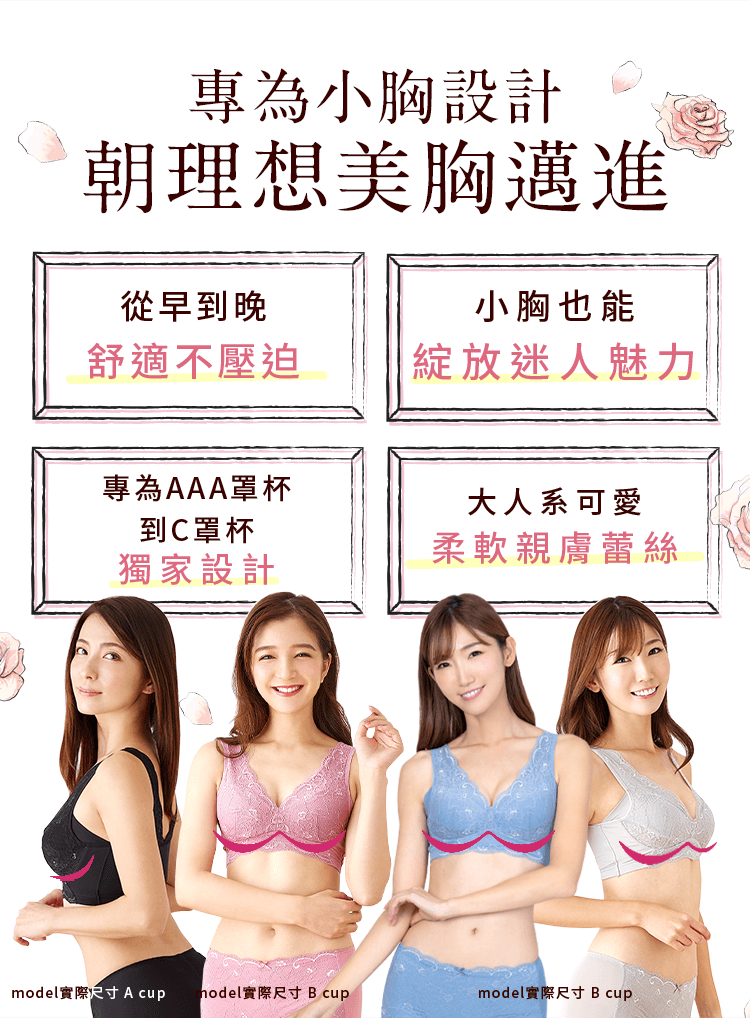 專為小胸設計
朝理想美胸邁進
從早到晚
舒適不壓迫
小胸也能
綻放迷人魅力
專為AAA罩杯
到C罩杯
獨家設計
大人系可愛
柔軟親膚蕾絲
model實際尺寸 A cup
model實際尺寸 B cup
model實際尺寸 B cup